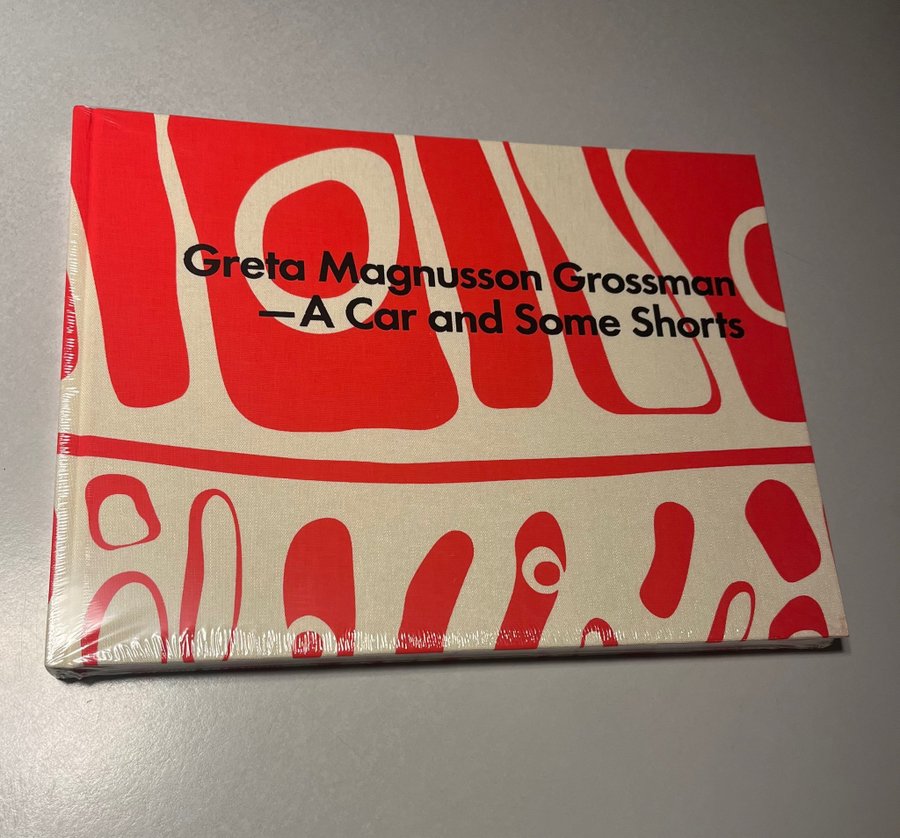 Greta Magnusson Grossman
—A Car and Some Shorts